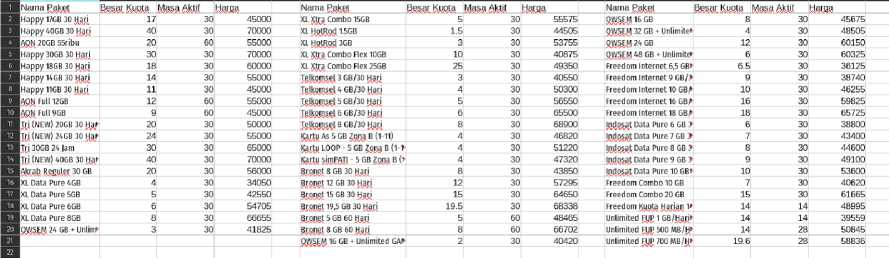 Nama Paket Besar Kuota Masa Aktif Harga Nama Paket Besar Kuota Masa Aktif Harga Nama Paket Besar Kuota Masa Aktif Harga
1
2 Happy 17GB 30 Hari 17 30 45000 XL Xtra Combo 15GB 5 30 55575 OWSEM 16 GB 8 30 45675
3 Happy 40GB 30 Hari 40 30 70000 XL HotRod 1.5GB 1.5 30 44505 OWSEM 32 GB + Unlimite 4 30 48505
4 AON 20GB 55ribu 20 60 55000 XL HotRod 3GB 3 30 53755 OWSEM 24 GB 12 30 60150
5 Happy 30GB 30 Hari 30 30 60000 XL Xtra Combo Flex 10GB 10 30 40875 OWSEM 48 GB + Unlimite 6 30 60325
6 Happy 18GB 30 Hari 18 30 60000 XL Xtra Combo Flex 25GB 25 30 49350 Freedom Internet 6,5 GB 6.5 30 36125
7 Happy 14GB 30 Hari 14 30 55000 Telkomsel 3 GB/30 Hari 3 30 40550 Freedom Internet 9 GB/ 9 30 38740
8 Happy 11GB 30 Hari 11 30 45000 Telkomsel 4 GB/30 Hari 4 30 50300 Freedom Internet 10 GB 10 30 46255
9 AON Full 12GB 12 60 55000 Telkomsel 5 GB/30 Hari 5 30 56550 Freedom Internet 16 GB 16 30 59825
10 AON Full 9GB 9 60 45000 Telkomsel 6 GB/30 Hari 6 30 66200 Freedom Internet 18 GB 18 30 65725
11 Tri (NEW) 20GB 30 Har 20 30 50000 Telkomsel 8 GB/30 Hari 8 30 68900 Indosat Data Pure 6 GB 6 30 38800
12 Tri (NEW) 24GB 30 Har 24 30 55000 Kartu As 5 GB Zona B (1-11) 4 30 46820 Indosat Data Pure 7 GB 7 30 43400
13 Tri 30GB 24 Jam 30 30 65000 Kartu LOOP - 5 GB Zona B (1- 4 30 51220 Indosat Data Pure 8 GB 8 30 44600
14 Tri (NEW) 40GB 30 Har 40 30 70000 Kartu simPATI - 5 GB Zona B ( 4 30 47320 Indosat Data Pure 9 GB 9 30 49100
15 Akrab Reguler 30 GB 20 30 56000 Bronet 8 GB 30 Hari 8 30 43850 Indosat Data Pure 10 GB 10 30 53600
16 XL Data Pure 4GB 4 30 34050 Bronet 12 GB 30 Hari 12 30 57295 Freedom Combo 10 GB 7 30 40620
17 XL Data Pure 5GB 5 30 42550 Bronet 15 GB 30 Hari 15 30 64650 Freedom Combo 20 GB 15 30 61665
18 XL Data Pure 6GB 6 30 54705 Bronet 19,5 GB 30 Hari 19.5 30 68338 Freedom Kuota Harian 14 14 48995
19 XL Data Pure 8GB 8 30 66655 Bronet 5 GB 60 Hari 5 60 48465 Unlimited FUP 1 GB/Hari 14 14 39559
20 OWSEM 24 GB + Unlim 3 30 41825 Bronet 8 GB 60 Hari 8 60 66702 Unlimited FUP 500 MB/H 14 28 50845
21 OWSEM 16 GB + Unlimited GA 2 30 40420 Unlimited FUP 700 MB/H 19.6 28 58836
22